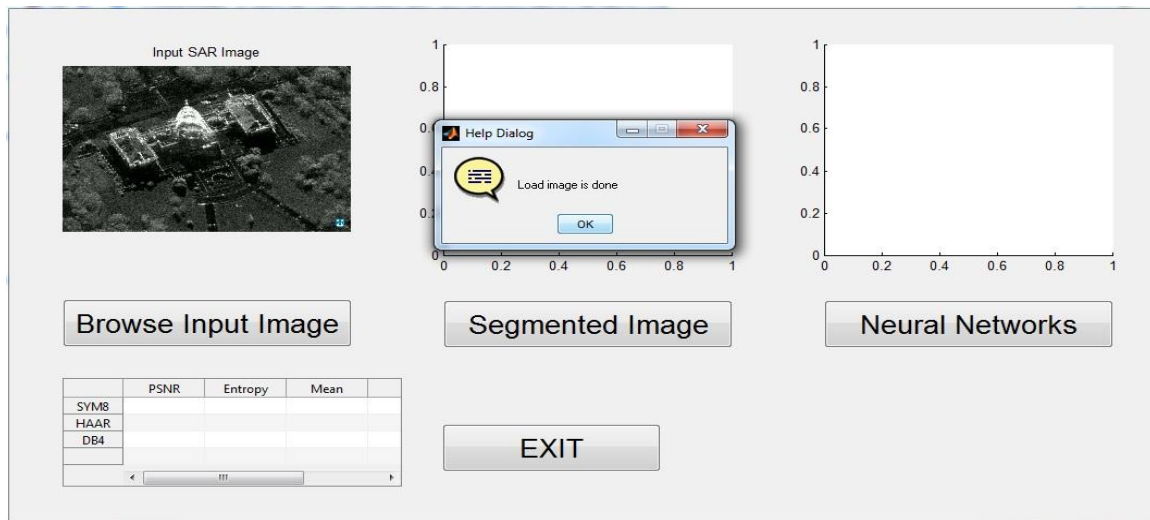 Input SAR Image
1
0.8
0.6
0.4
0.2
0
0 0.2 0.4 0.6 0.8 1
Help Dialog
Load image is done
OK
1
0.8
0.6
0.4
0.2
0
0 0.2 0.4 0.6 0.8 1
Browse Input Image
Segmented Image
Neural Networks
PSNR Entropy Mean
SYM8
HAAR
DB4
EXIT